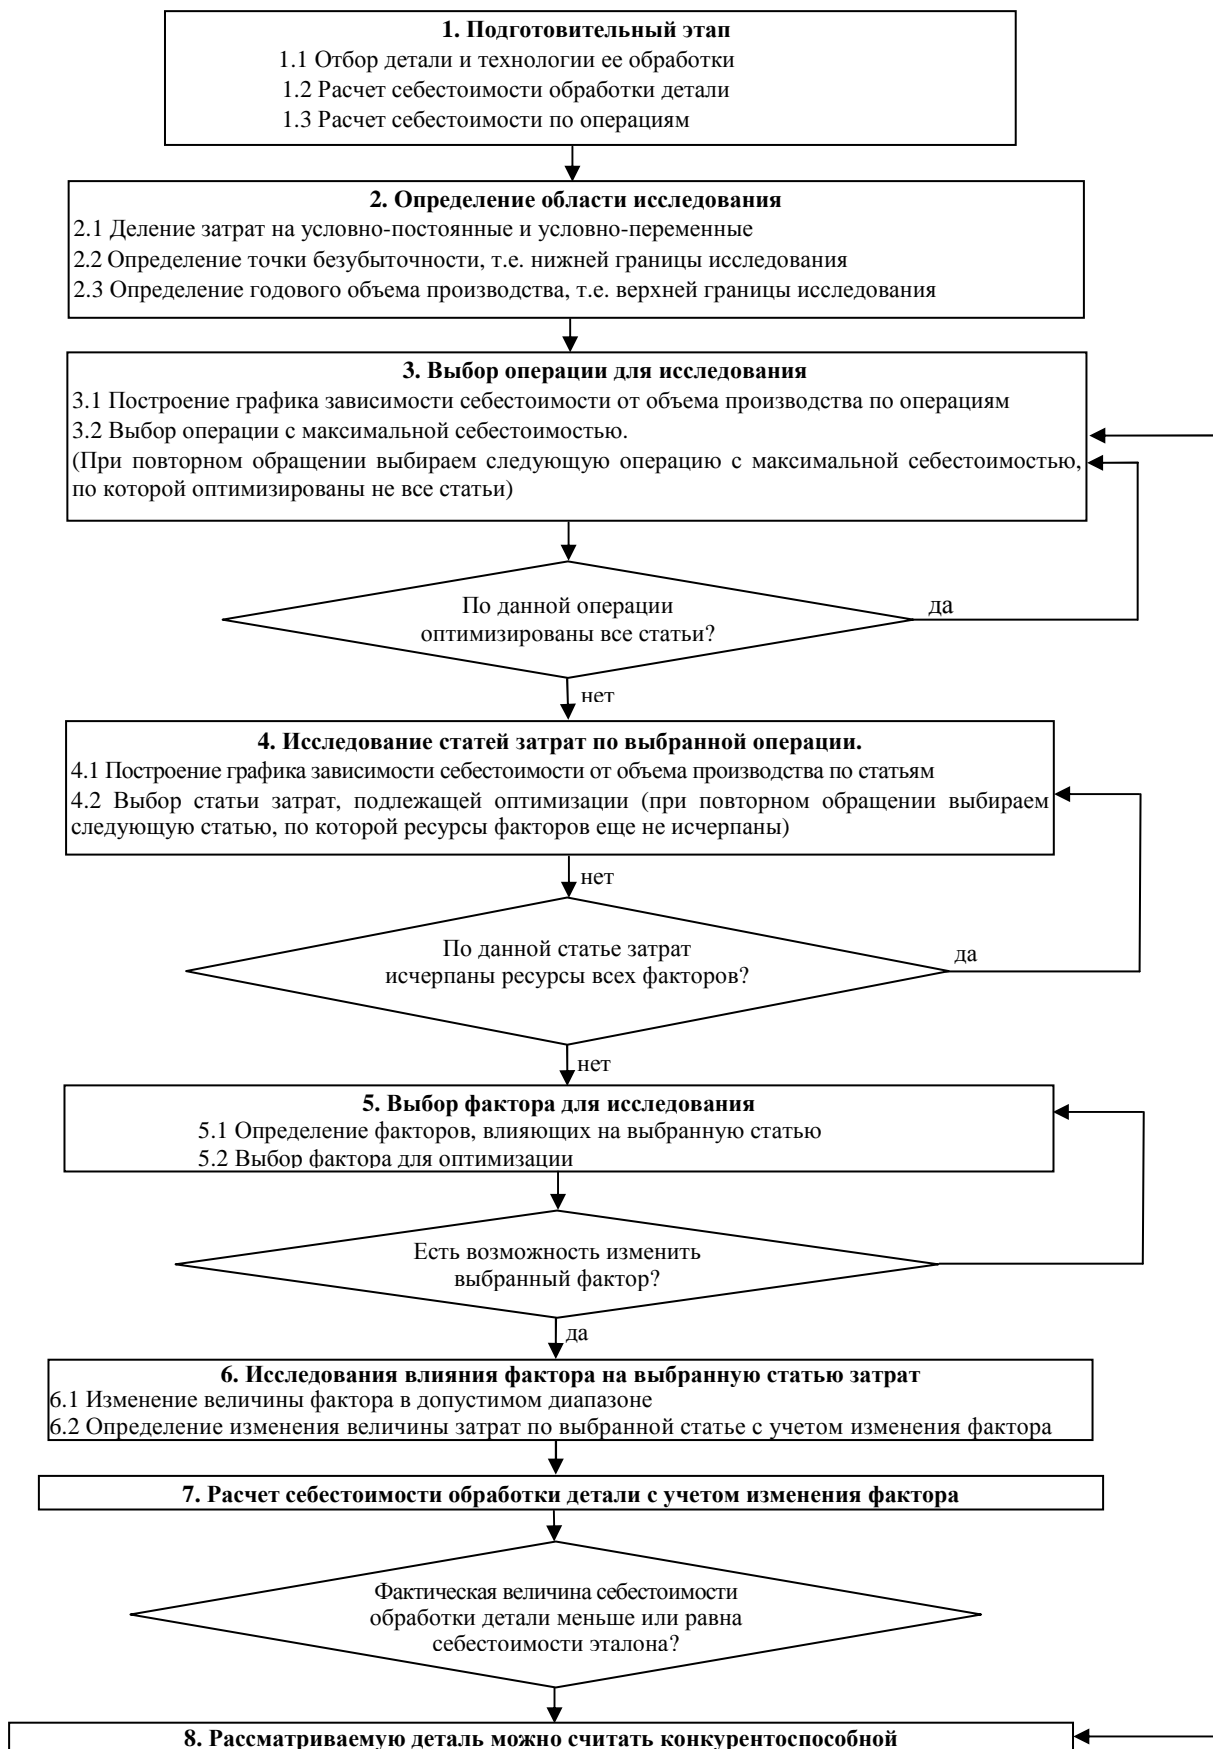 1. Подготовительный этап
1.1 Отбор детали и технологии ее обработки
1.2 Расчет себестоимости обработки детали
1.3 Расчет себестоимости по операциям
2. Определение области исследования
2.1 Деление затрат на условно-постоянные и условно-переменные
2.2 Определение точки безубыточности, т.е. нижней границы исследования
2.3 Определение годового объема производства, т.е. верхней границы исследования
3. Выбор операции для исследования
3.1 Построение графика зависимости себестоимости от объема производства по операциям
3.2 Выбор операции с максимальной себестоимостью.
(При повторном обращении выбираем следующую операцию с максимальной себестоимостью,
по которой оптимизированы не все статьи)
По данной операции
оптимизированы все статьи?
да
нет
4. Исследование статей затрат по выбранной операции.
4.1 Построение графика зависимости себестоимости от объема производства по статьям
4.2 Выбор статьи затрат, подлежащей оптимизации (при повторном обращении выбираем
следующую статью, по которой ресурсы факторов еще не исчерпаны)
нет
По данной статье затрат
исчерпаны ресурсы всех факторов?
да
нет
5. Выбор фактора для исследования
5.1 Определение факторов, влияющих на выбранную статью
5.2 Выбор фактора для оптимизации
Есть возможность изменить
выбранный фактор?
да
6. Исследования влияния фактора на выбранную статью затрат
6.1 Изменение величины фактора в допустимом диапазоне
6.2 Определение изменения величины затрат по выбранной статье с учетом изменения фактора
7. Расчет себестоимости обработки детали с учетом изменения фактора
Фактическая величина себестоимости
обработки детали меньше или равна
себестоимости эталона?
8. Рассматриваемую деталь можно считать конкурентоспособной